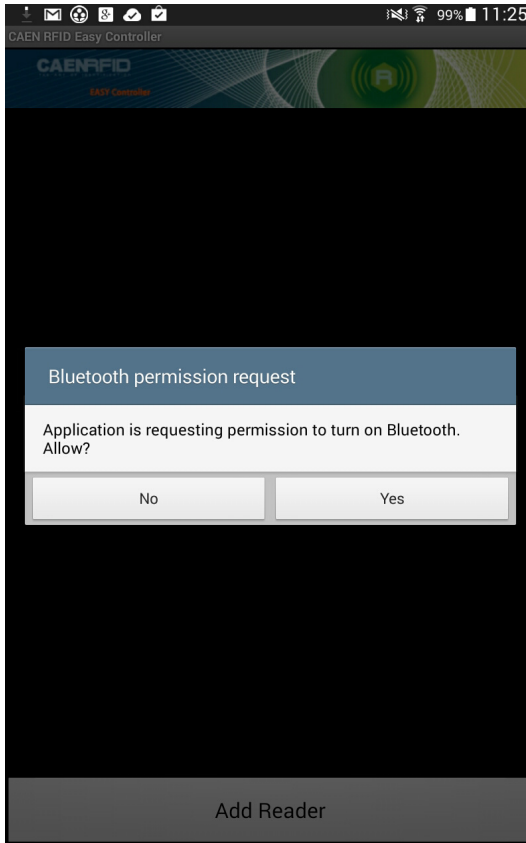 99% 11:25
CAEN RFID Easy Controller
CAENRFID
EASY Controller
Bluetooth permission request
Application is requesting permission to turn on Bluetooth.
Allow?
No
Yes
Add Reader